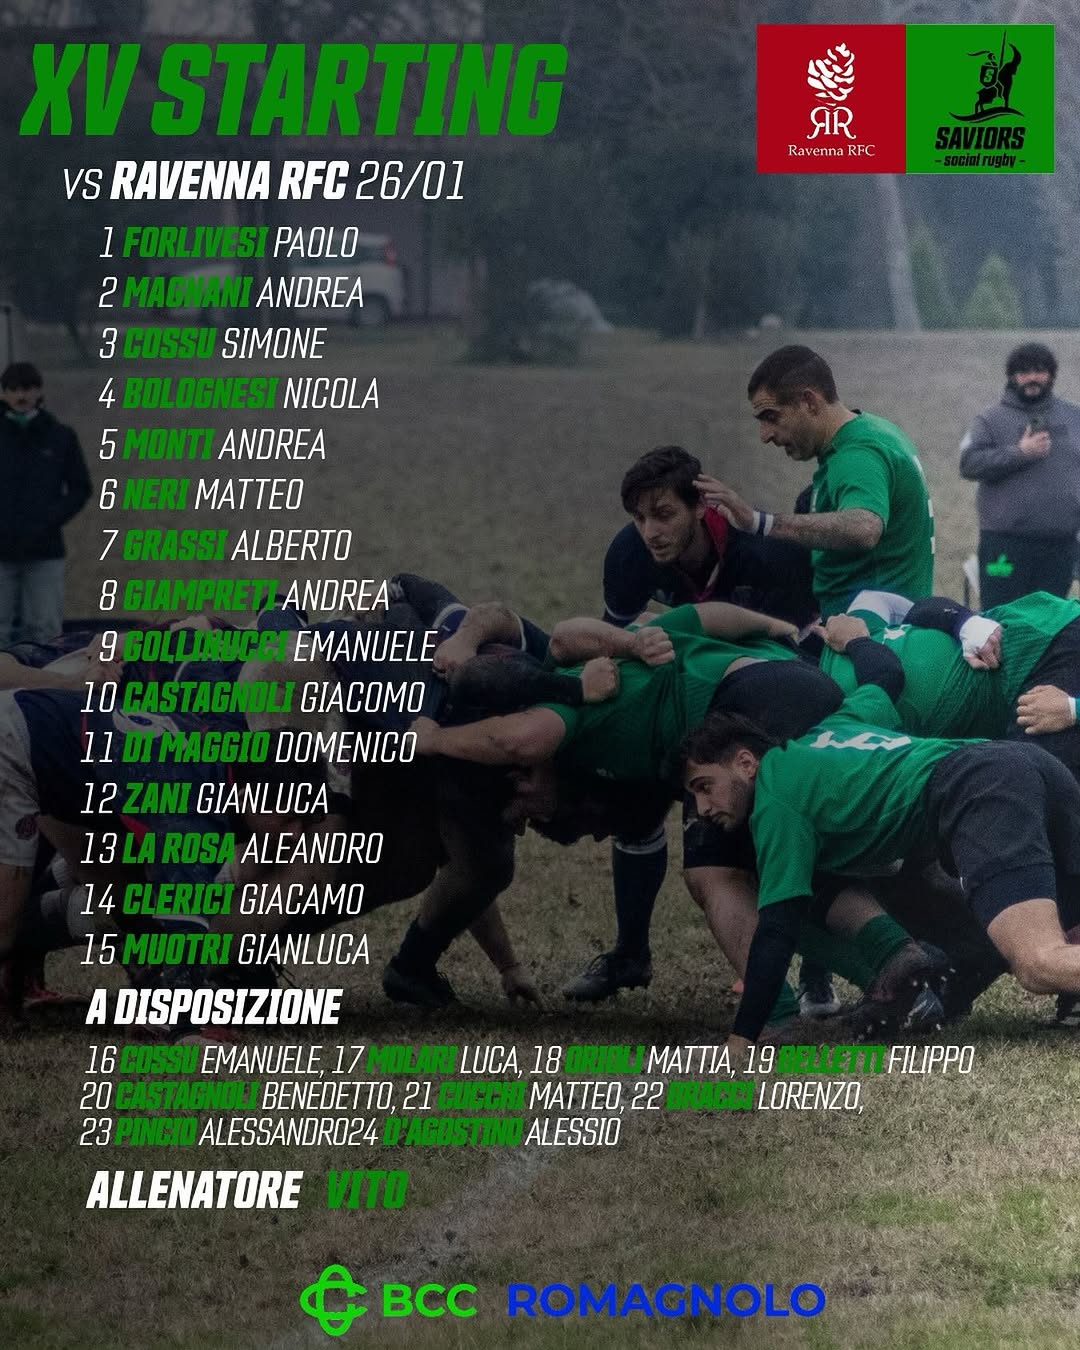 XV STARTING
vs RAVENNA RFC 26/01
Ravenna RFC
S
SAVIORS
- social rugby -
1 FORLIVESI PAOLO
2 MAGNANI ANDREA
3 COSSU SIMONE
4 BOLOGNESI NICOLA
5 MONTI ANDREA
6 NERI MATTEO
7 GRASSI ALBERTO
8 GIAMPRETI ANDREA
9 GOLLINUCCI EMANUELE
10 CASTAGNOLI GIACOMO
11 DI MAGGIO DOMENICO
12 ZANI GIANLUCA
13 LA ROSA ALEANDRO
14 CLERICI GIACAMO
15 MUOTRI GIANLUCA
A DISPOSIZIONE
16 COSSU EMANUELE, 17 MOLARI LUCA, 18 ORIOLI MATTIA, 19 BELLETTI FILIPPO
20 CASTAGNOLI BENEDETTO, 21 CUCCHI MATTEO, 22 BRACCI LORENZO,
23 PINCIO ALESSANDRO24 D'AGOSTINO ALESSIO
ALLENATORE VITO
BCC ROMAGNOLO